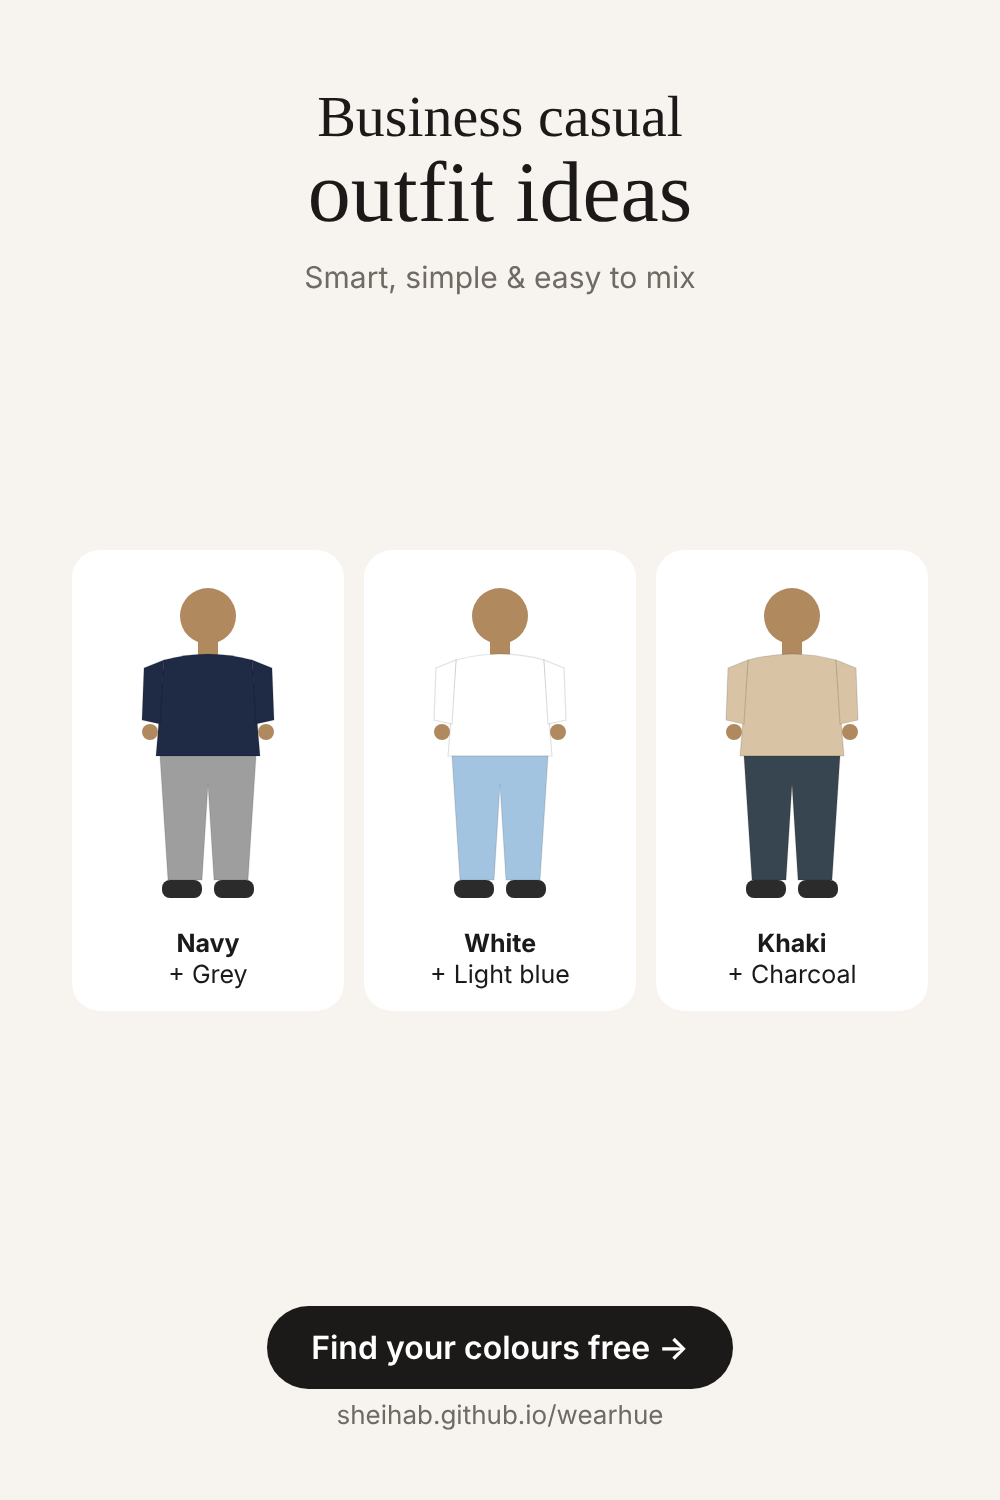 Business casual
outfit ideas
Smart, simple & easy to mix
Navy
+ Grey
White
+ Light blue
Khaki
+ Charcoal
Find your colours free →
sheihab.github.io/wearhue